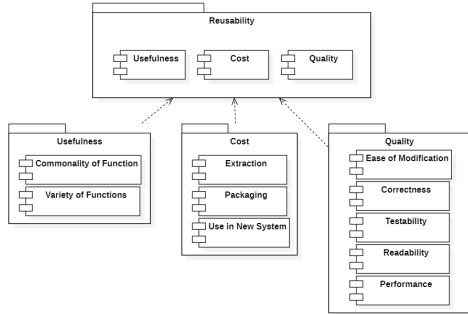 Reusability
Usefulness
Cost
Quality
Usefulness
Commonality of Function
Variety of Functions
Cost
Extraction
Packaging
Use in New System
Quality
Ease of Modification
Correctness
Testability
Readability
Performance